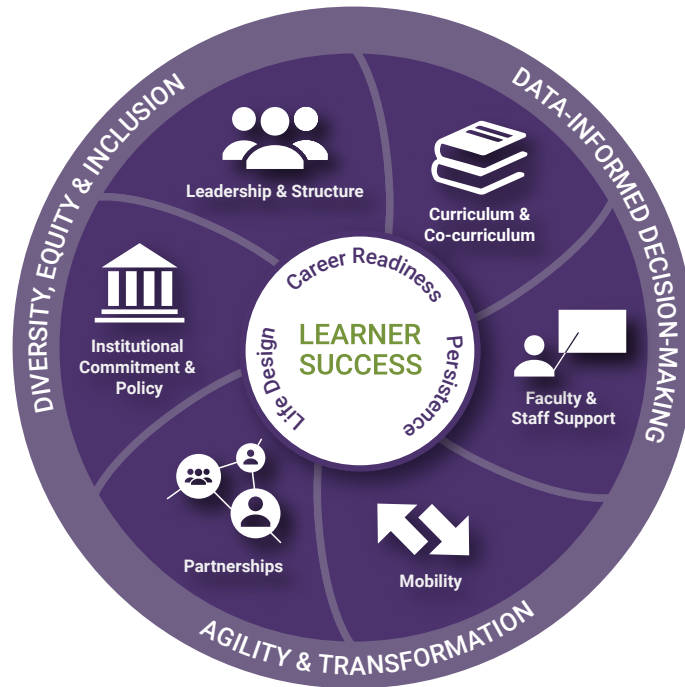 DIVERSITY, EQUITY & INCLUSION
DATA-INFORMED DECISION-MAKING
Leadership & Structure
Curriculum &
Co-curriculum
Institutional
Commitment &
Policy
Career Readiness
LEARNER
SUCCESS
Life Design
Persistence
Faculty &
Staff Support
Partnerships
Mobility
AGILITY & TRANSFORMATION